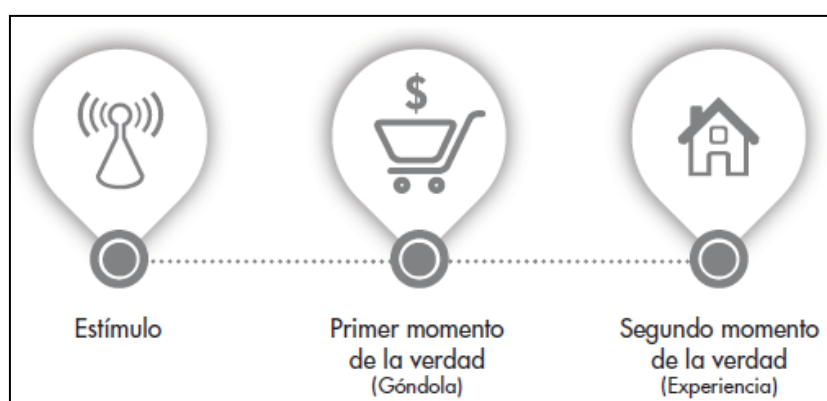 $
Estímulo
Primer momento
de la verdad
(Góndola)
Segundo momento
de la verdad
(Experiencia)